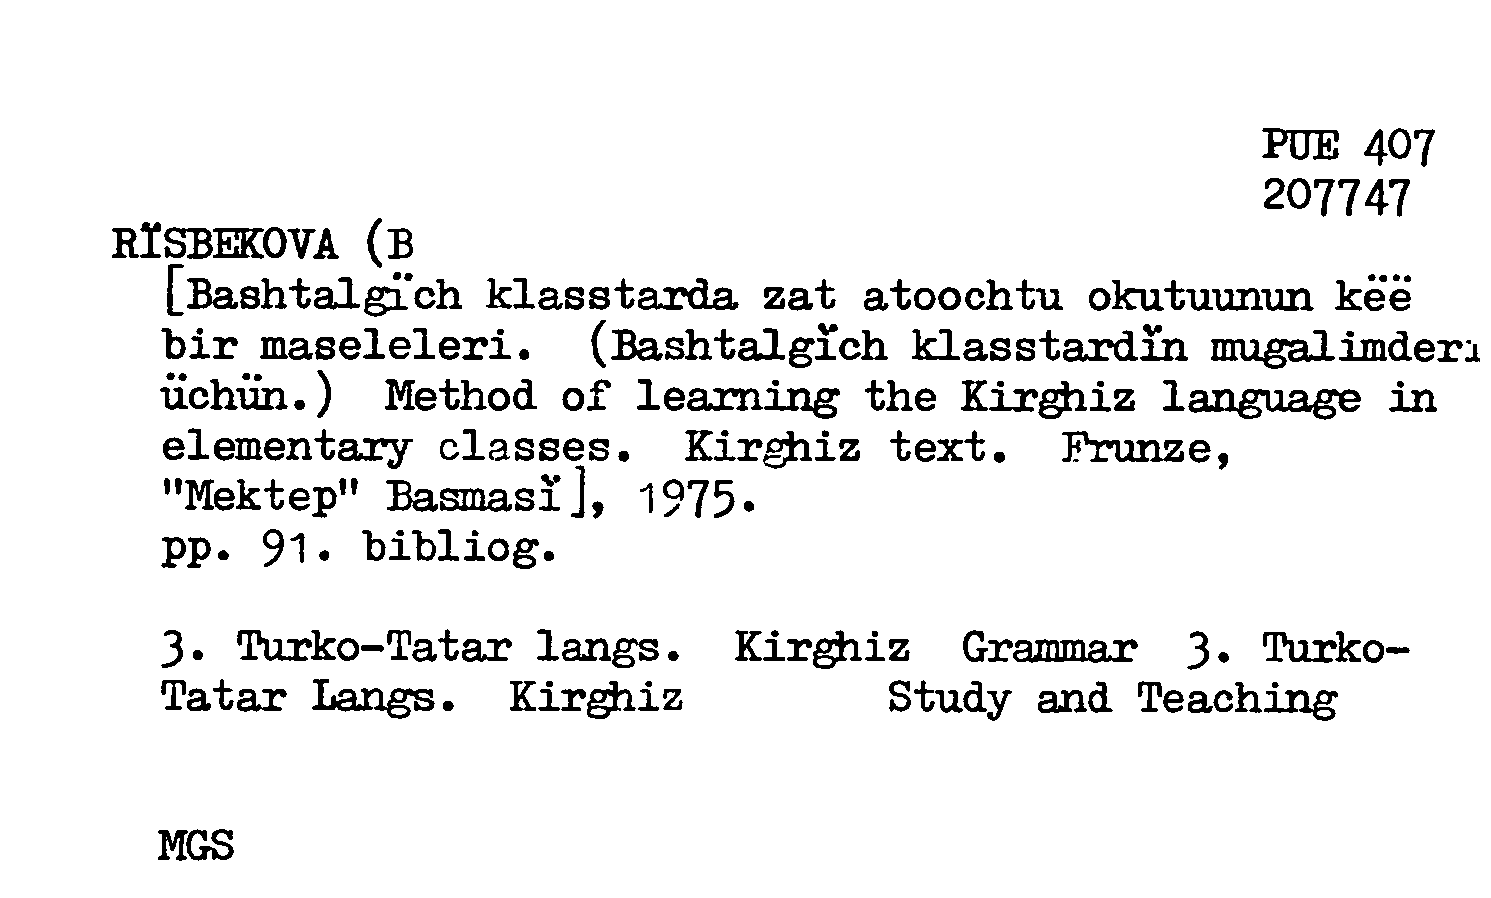 PUE 407
207747
RÏSBEKOVA (B
[Bashtalgïch klasstarda zat atoochtu okutuunun këë
bir maseleleri. (Bashtalgïch klasstardïn mugalimderi
üchün.) Method of learning the Kirghiz language in
elementary classes. Kirghiz text. Frunze,
"Mektep" Basmasï], 1975.
pp. 91. bibliog.
3. Turko-Tatar langs. Kirghiz Grammar 3. Turko-
Tatar Langs. Kirghiz Study and Teaching
MGS